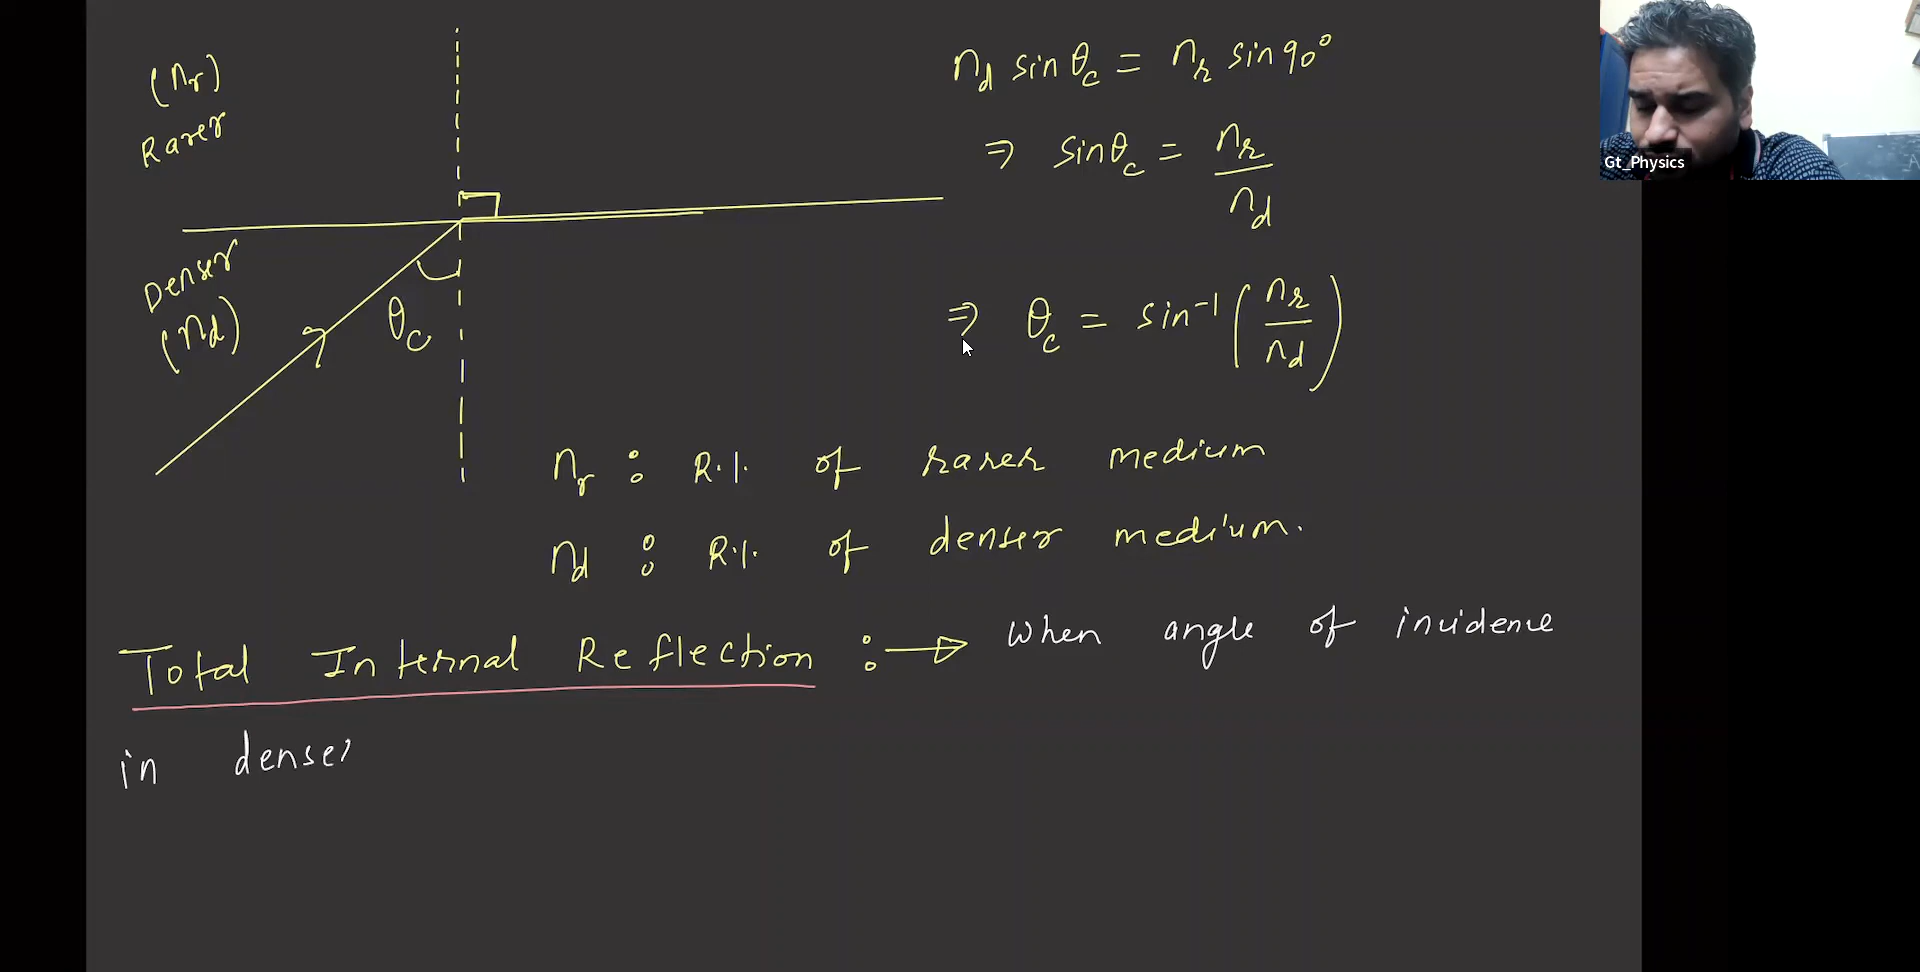 (nr)
Rarer
Denser
(nd)
θc
nd sin θc = nr sin 90°
⇒ sin θc = nr / nd
⇒ θc = sin⁻¹ (nr / nd)
nr : R.I. of rarer medium
nd : R.I. of denser medium.
Total Internal Reflection :→ When angle of incidence
in denser
Gt_Physics